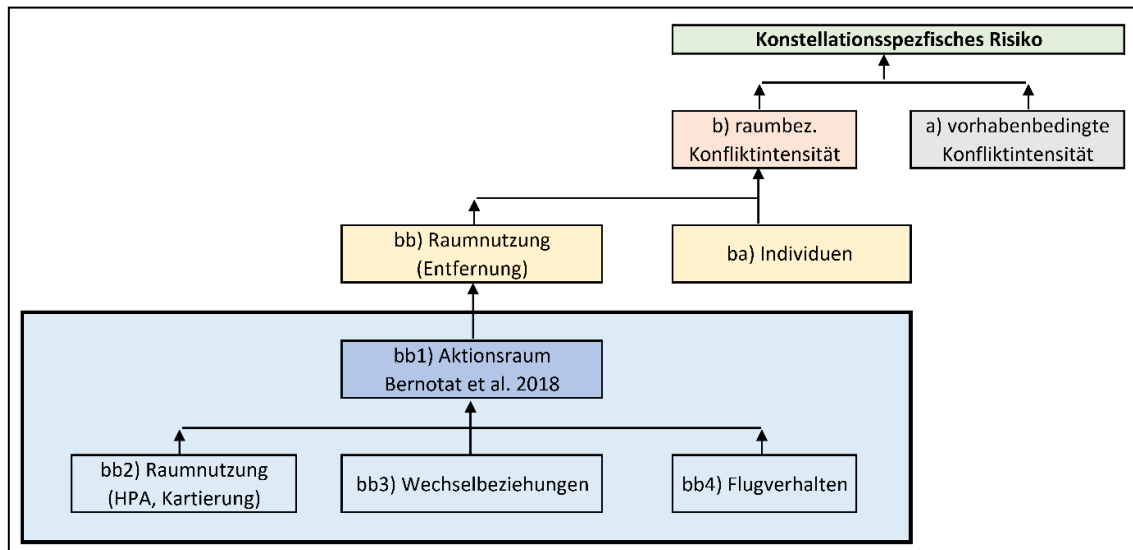 Konstellationsspezfisches Risiko
b) raumbez.
Konfliktintensität
a) vorhabenbedingte
Konfliktintensität
bb) Raumnutzung
(Entfernung)
ba) Individuen
bb1) Aktionsraum
Bernotat et al. 2018
bb2) Raumnutzung
(HPA, Kartierung)
bb3) Wechselbeziehungen
bb4) Flugverhalten